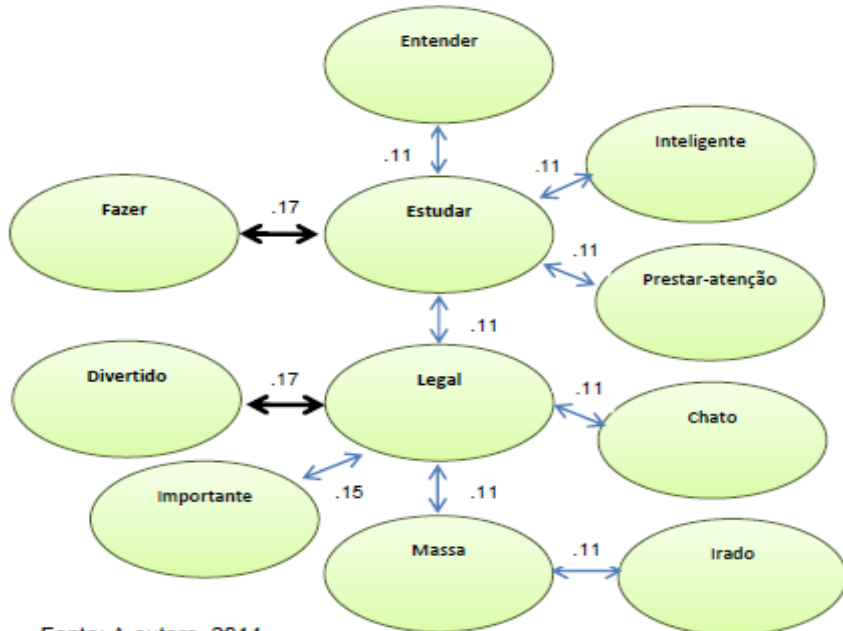 Entender
.11
.11
Inteligente
Fazer
.17
Estudar
.11
Prestar-atenção
.11
Divertido
.17
Legal
.11
Chato
Importante
.15
.11
Massa
.11
Irado